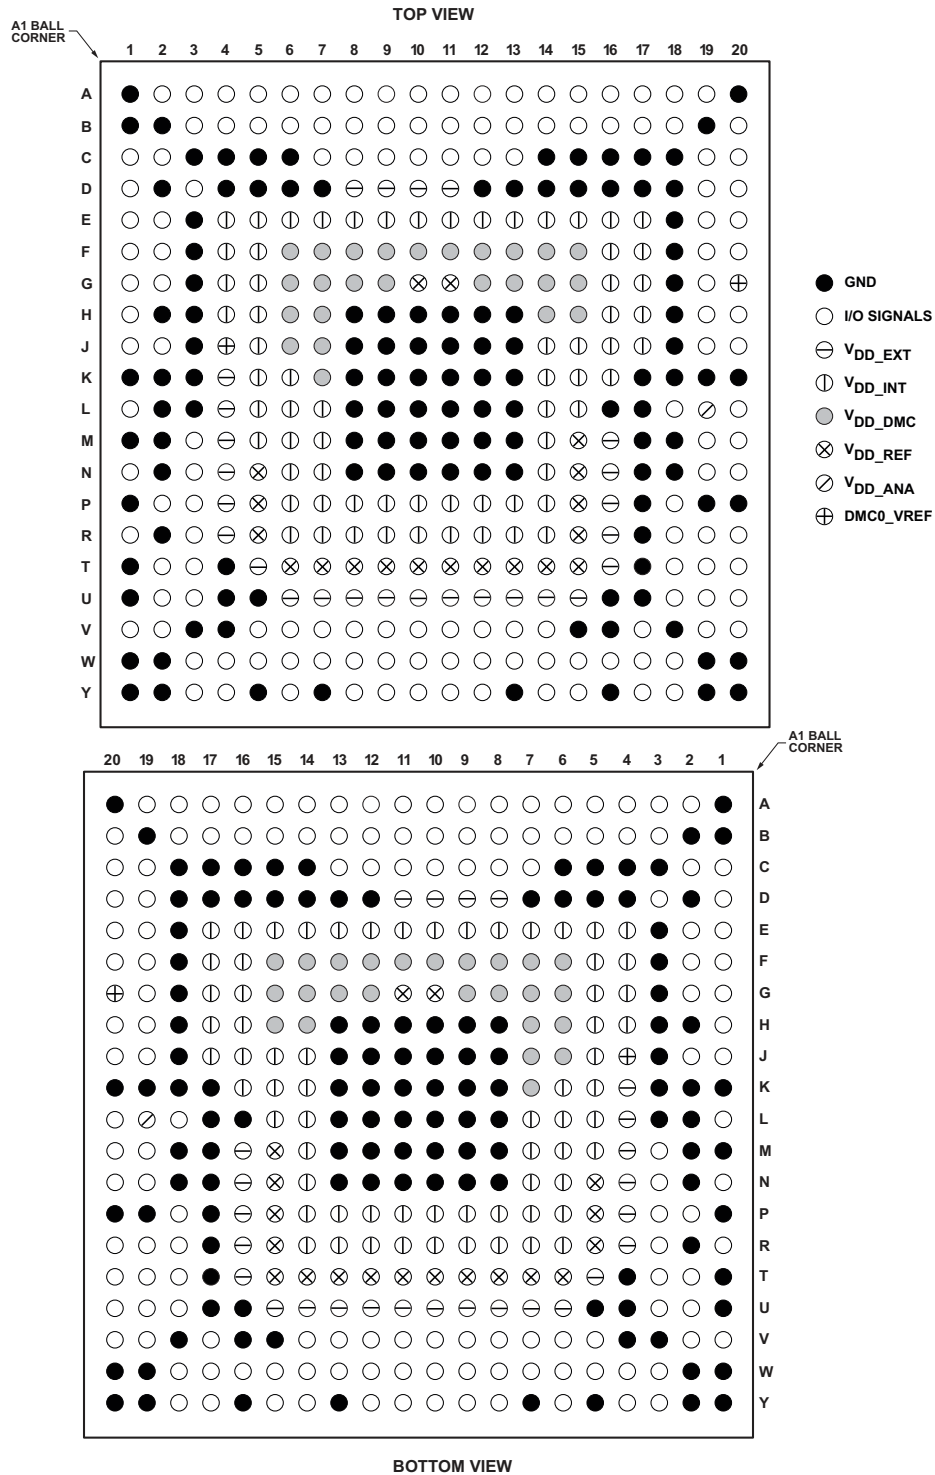 TOP VIEW
A1 BALL
CORNER
1 2 3 4 5 6 7 8 9 10 11 12 13 14 15 16 17 18 19 20
A
B
C
D
E
F
G
H
J
K
L
M
N
P
R
T
U
V
W
Y
GND
I/O SIGNALS
VDD_EXT
VDD_INT
VDD_DMC
VDD_REF
VDD_ANA
DMC0_VREF
A1 BALL
CORNER
20 19 18 17 16 15 14 13 12 11 10 9 8 7 6 5 4 3 2 1
A
B
C
D
E
F
G
H
J
K
L
M
N
P
R
T
U
V
W
Y
BOTTOM VIEW